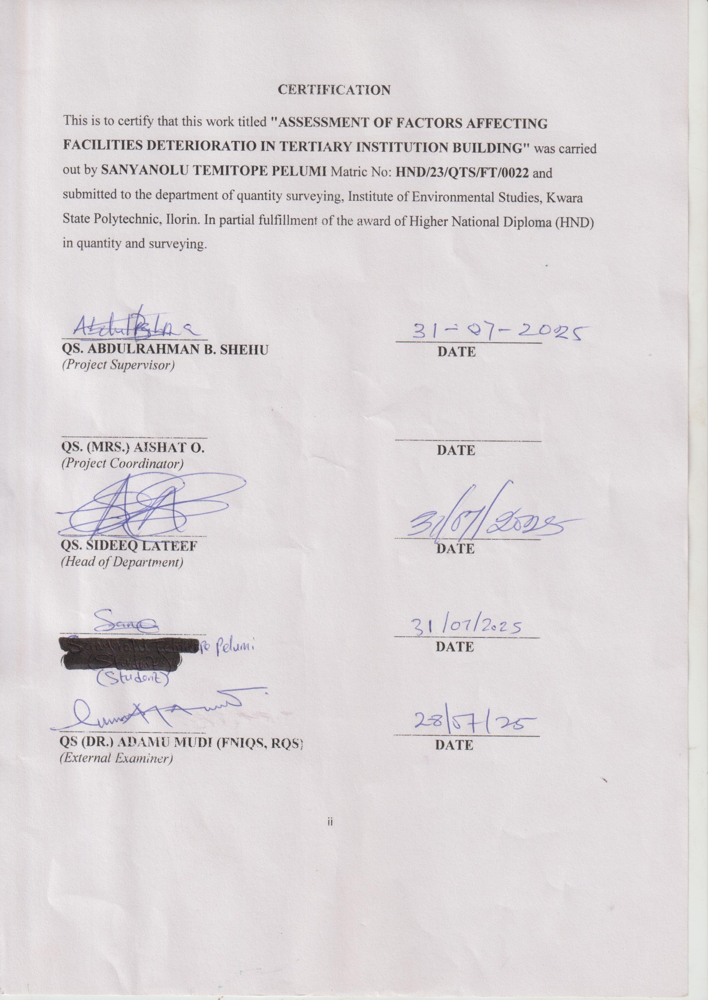 CERTIFICATION
This is to certify that this work titled "ASSESSMENT OF FACTORS AFFECTING
FACILITIES DETERIORATIO IN TERTIARY INSTITUTION BUILDING" was carried
out by SANYANOLU TEMITOPE PELUMI Matric No: HND/23/QTS/FT/0022 and
submitted to the department of quantity surveying, Institute of Environmental Studies, Kwara
State Polytechnic, Ilorin. In partial fulfillment of the award of Higher National Diploma (HND)
in quantity and surveying.
31-07-2025
QS. ABDULRAHMAN B. SHEHU DATE
(Project Supervisor)
QS. (MRS.) AISHAT O. DATE
(Project Coordinator)
31/07/2025
QS. SIDEEQ LATEEF DATE
(Head of Department)
31/07/2025
Pelumi DATE
(Student)
28/07/25
QS (DR.) ADAMU MUDI (FNIQS, RQS) DATE
(External Examiner)
ii